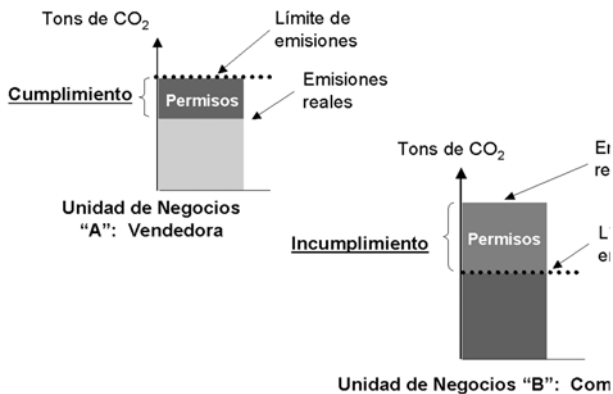 Tons de CO2
Límite de
emisiones
Cumplimiento
Permisos
Emisiones
reales
Unidad de Negocios
“A”: Vendedora
Tons de CO2
Incumplimiento
Permisos
Unidad de Negocios “B”: Com